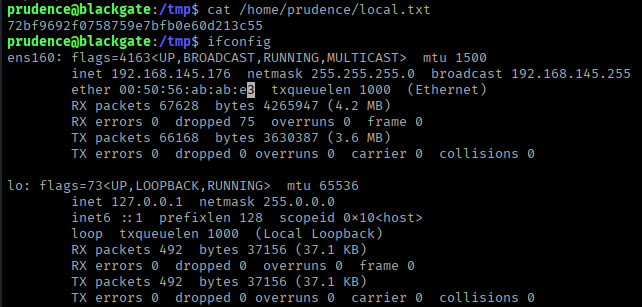 prudence@blackgate:/tmp$ cat /home/prudence/local.txt
72bf9692f0758759e7bfb0e60d213c55
prudence@blackgate:/tmp$ ifconfig
ens160: flags=4163<UP,BROADCAST,RUNNING,MULTICAST>  mtu 1500
        inet 192.168.145.176  netmask 255.255.255.0  broadcast 192.168.145.255
        ether 00:50:56:ab:ab:e3  txqueuelen 1000  (Ethernet)
        RX packets 67628  bytes 4265947 (4.2 MB)
        RX errors 0  dropped 75  overruns 0  frame 0
        TX packets 66168  bytes 3630387 (3.6 MB)
        TX errors 0  dropped 0 overruns 0  carrier 0  collisions 0

lo: flags=73<UP,LOOPBACK,RUNNING>  mtu 65536
        inet 127.0.0.1  netmask 255.0.0.0
        inet6 ::1  prefixlen 128  scopeid 0×10<host>
        loop  txqueuelen 1000  (Local Loopback)
        RX packets 492  bytes 37156 (37.1 KB)
        RX errors 0  dropped 0  overruns 0  frame 0
        TX packets 492  bytes 37156 (37.1 KB)
        TX errors 0  dropped 0 overruns 0  carrier 0  collisions 0